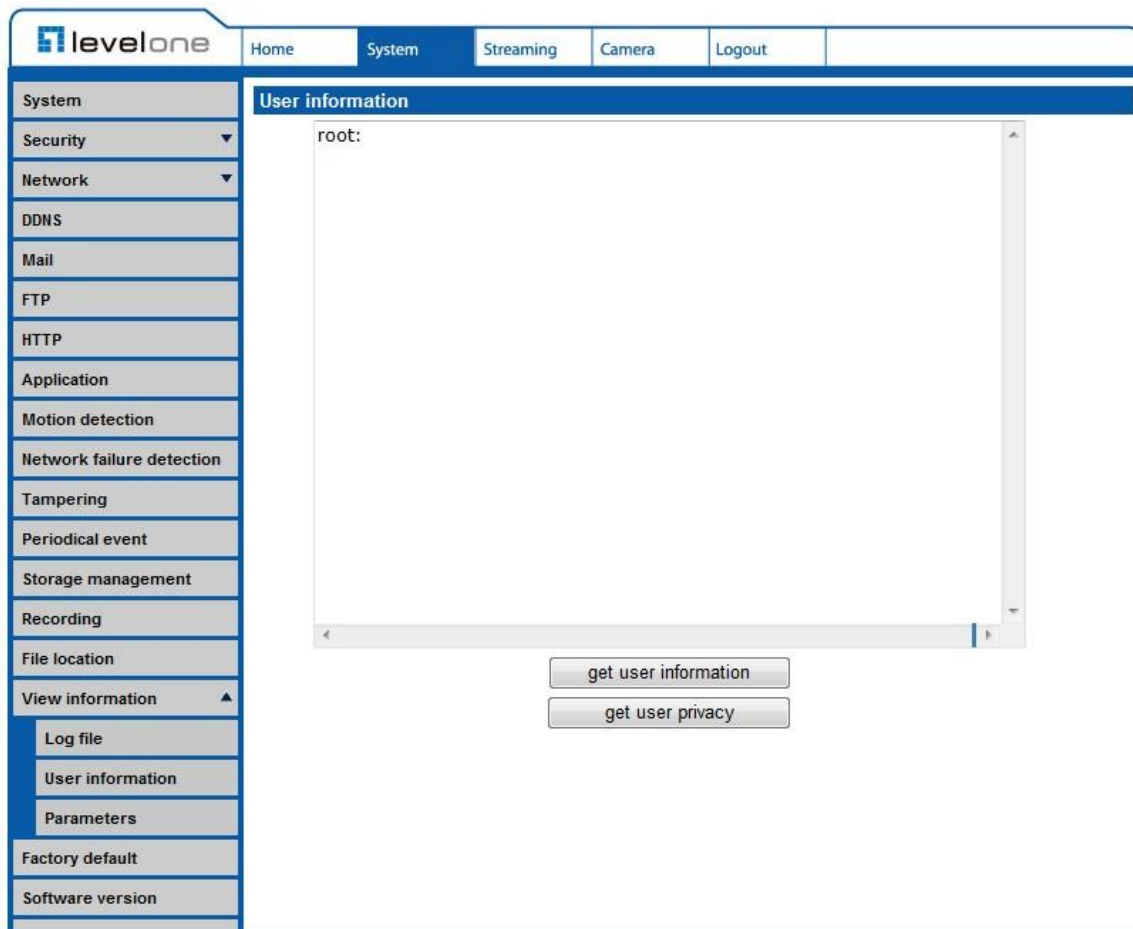 levelone
Home
System
Streaming
Camera
Logout
System
Security
Network
DDNS
Mail
FTP
HTTP
Application
Motion detection
Network failure detection
Tampering
Periodical event
Storage management
Recording
File location
View information
Log file
User information
Parameters
Factory default
Software version
User information
root:
get user information
get user privacy